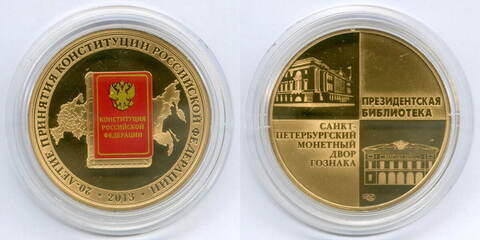 20-ЛЕТИЕ ПРИНЯТИЯ КОНСТИТУЦИИ РОССИЙСКОЙ ФЕДЕРАЦИИ
КОНСТИТУЦИЯ
РОССИЙСКОЙ
ФЕДЕРАЦИИ
• 2013 •
ПРЕЗИДЕНТСКАЯ
БИБЛИОТЕКА
САНКТ-
ПЕТЕРБУРГСКИЙ
МОНЕТНЫЙ
ДВОР
ГОЗНАКА